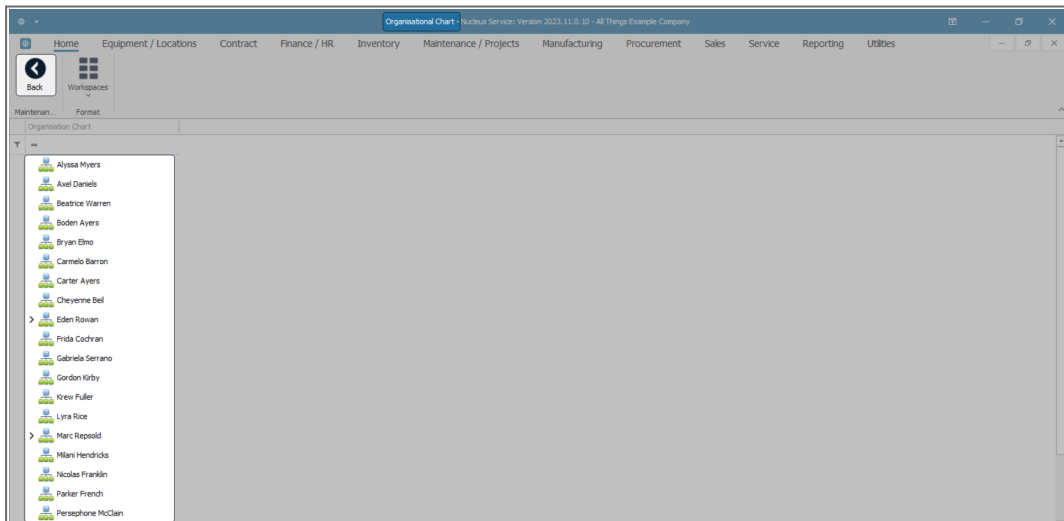 Organisational Chart - Nucleus Service: Version 2023.11.0.10 - All Things Example Company
Home Equipment / Locations Contract Finance / HR Inventory Maintenance / Projects Manufacturing Procurement Sales Service Reporting Utilities
Back
Workspaces
Maintenan... Format
Organisation Chart
Alyssa Myers
Axel Daniels
Beatrice Warren
Boden Ayers
Bryan Elmo
Carmelo Barron
Carter Ayers
Cheyenne Bell
Eden Rowan
Frida Cochran
Gabriela Serrano
Gordon Kirby
Krew Fuller
Lyra Rice
Marc Repsold
Milani Hendricks
Nicolas Franklin
Parker French
Persephone McClain